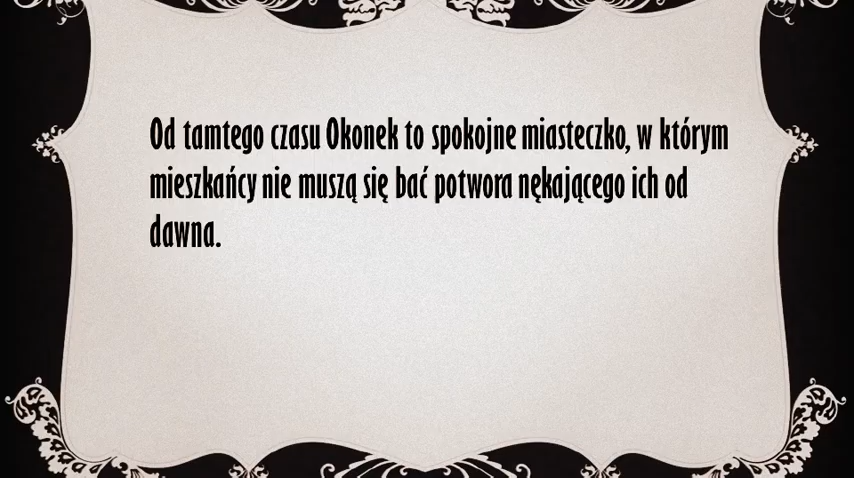 Od tamtego czasu Okonek to spokojne miasteczko, w którym
mieszkańcy nie muszą się bać potwora nękającego ich od
dawna.